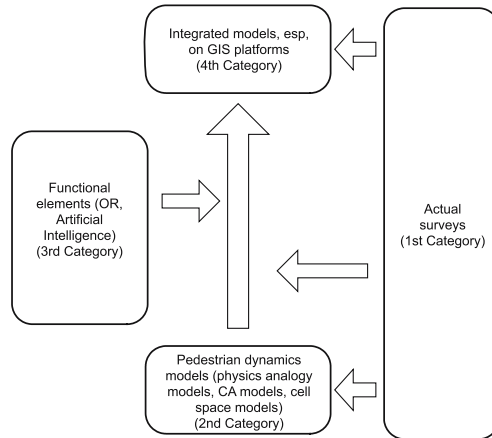 Integrated models, esp,
on GIS platforms
(4th Category)
Functional
elements (OR,
Artificial
Intelligence)
(3rd Category)
Actual
surveys
(1st Category)
Pedestrian dynamics
models (physics analogy
models, CA models, cell
space models)
(2nd Category)